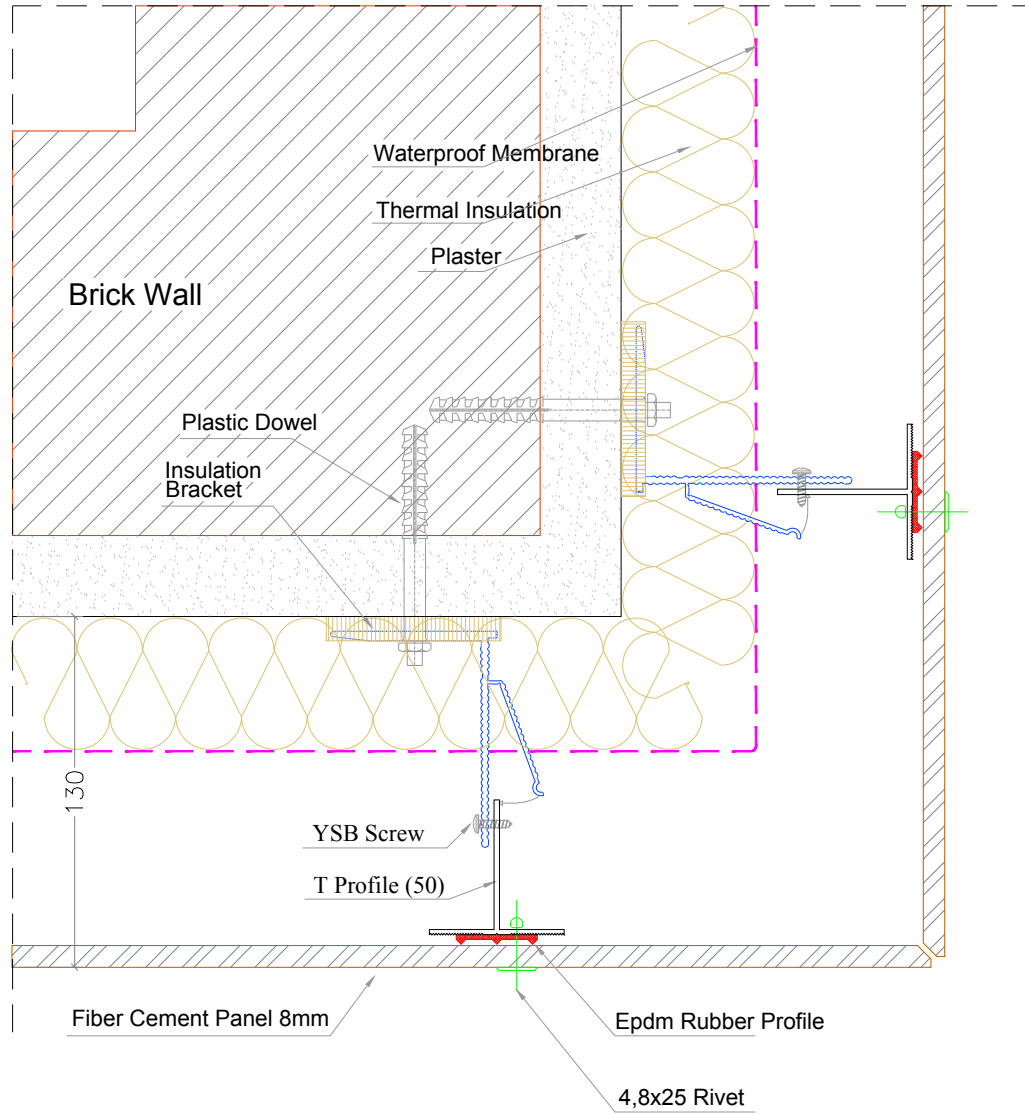 Waterproof Membrane
Thermal Insulation
Plaster
Brick Wall
Plastic Dowel
Insulation
Bracket
130
YSB Screw
T Profile (50)
Fiber Cement Panel 8mm
Epdm Rubber Profile
4,8x25 Rivet